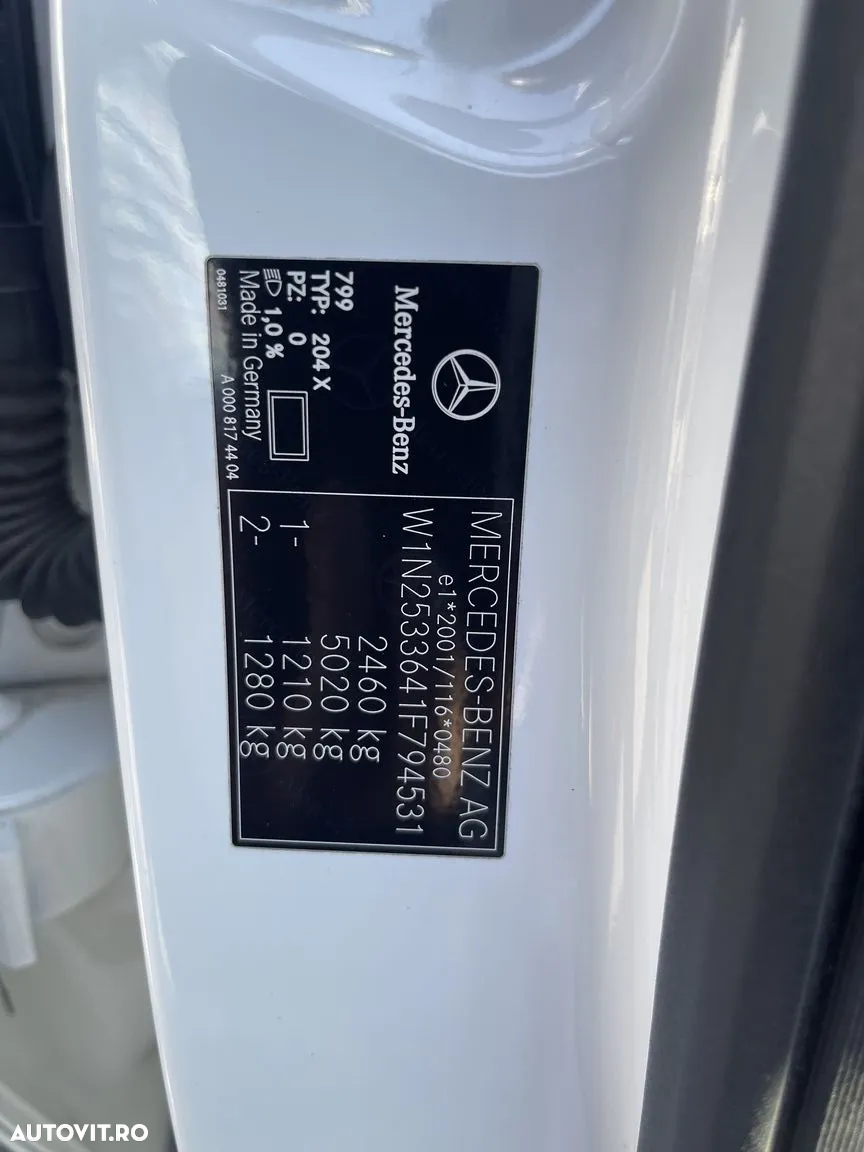 Mercedes-Benz
799
TYP: 204 X
PZ: 0
1,0 %
Made in Germany
0481031
A 000 817 44 04
MERCEDES-BENZ AG
e1*2001/116*0480
W1N2533641F794531
2460 kg
5020 kg
1- 1210 kg
2- 1280 kg
AUTOVIT.RO